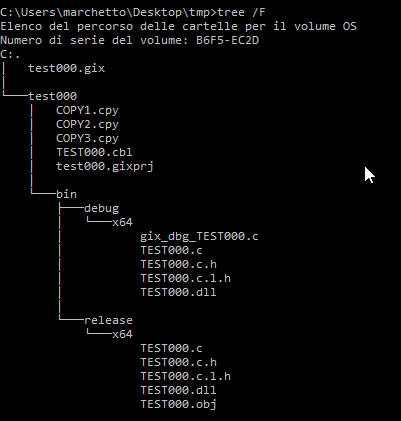 C:\Users\marchetto\Desktop\tmp>tree /F
Elenco del percorso delle cartelle per il volume OS
Numero di serie del volume: B6F5-EC2D
C:.
│   test000.gix
│
└───test000
    │   COPY1.cpy
    │   COPY2.cpy
    │   COPY3.cpy
    │   TEST000.cbl
    │   test000.gixprj
    │
    └───bin
        ├───debug
        │   └───x64
        │           gix_dbg_TEST000.c
        │           TEST000.c
        │           TEST000.c.h
        │           TEST000.c.l.h
        │           TEST000.dll
        │
        └───release
            └───x64
                    TEST000.c
                    TEST000.c.h
                    TEST000.c.l.h
                    TEST000.dll
                    TEST000.obj